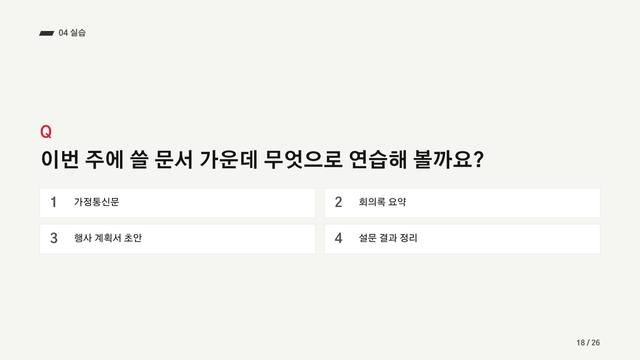 04 실습
Q
이번 주에 쓸 문서 가운데 무엇으로 연습해 볼까요?
1 가정통신문
2 회의록 요약
3 행사 계획서 초안
4 설문 결과 정리
18 / 26